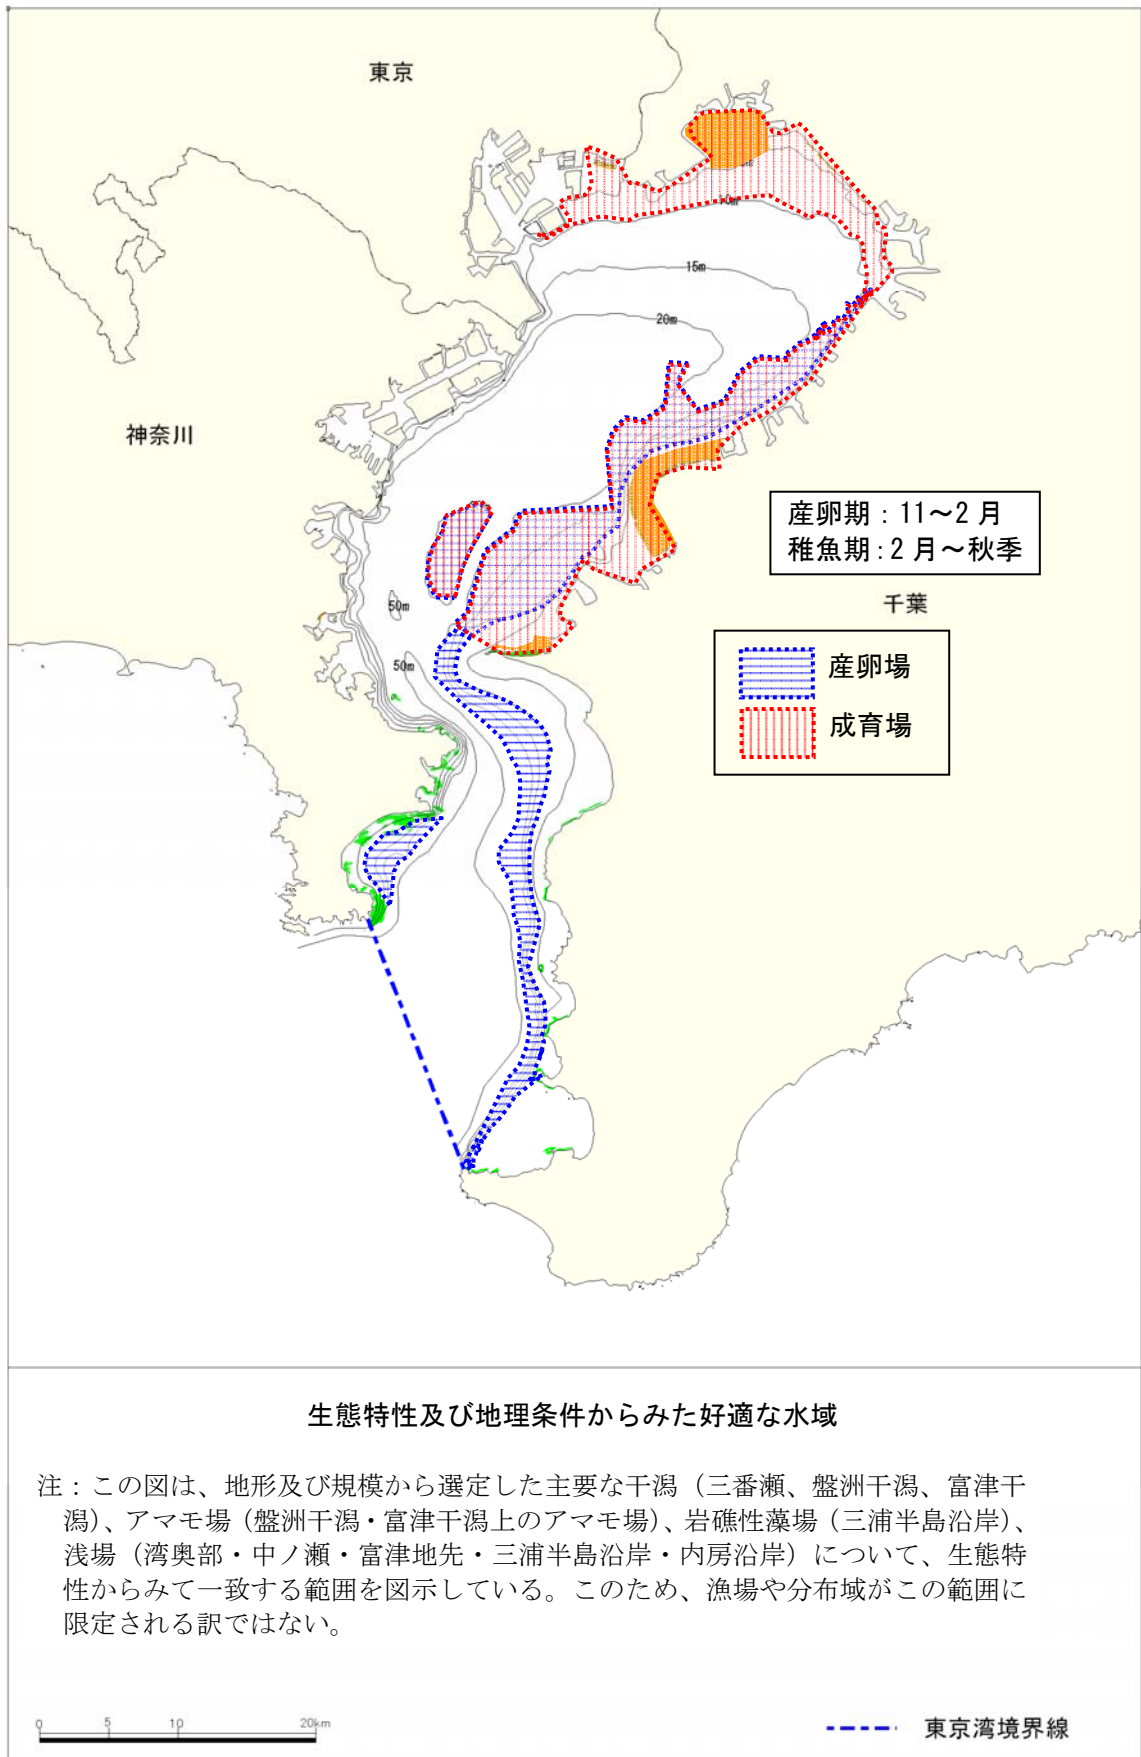 東京
10m
15m
20m
神奈川
産卵期：11～2月
稚魚期：2月～秋季
千葉
50m
50m
産卵場
成育場
生態特性及び地理条件からみた好適な水域
注：この図は、地形及び規模から選定した主要な干潟（三番瀬、盤洲干潟、富津干
潟）、アマモ場（盤洲干潟・富津干潟上のアマモ場）、岩礁性藻場（三浦半島沿岸）、
浅場（湾奥部・中ノ瀬・富津地先・三浦半島沿岸・内房沿岸）について、生態特
性からみて一致する範囲を図示している。このため、漁場や分布域がこの範囲に
限定される訳ではない。
0 5 10 20km
東京湾境界線